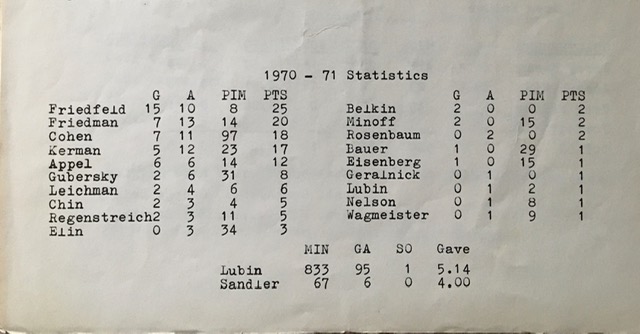 1970 - 71 Statistics
G A PIM PTS G A PIM PTS
Friedfeld 15 10 8 25 Belkin 2 0 0 2
Friedman 7 13 14 20 Minoff 2 0 15 2
Cohen 7 11 97 18 Rosenbaum 0 2 0 2
Kerman 5 12 23 17 Bauer 1 0 29 1
Appel 6 6 14 12 Eisenberg 1 0 15 1
Gubersky 2 6 31 8 Geralnick 0 1 0 1
Leichman 2 4 6 6 Lubin 0 1 2 1
Chin 2 3 4 5 Nelson 0 1 8 1
Regenstreich2 3 11 5 Wagmeister 0 1 9 1
Elin 0 3 34 3
MIN GA SO Gave
Lubin 833 95 1 5.14
Sandler 67 6 0 4.00